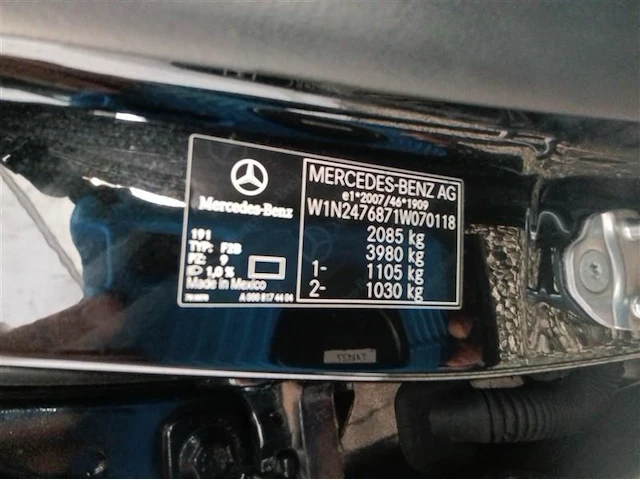 Mercedes-Benz
191
TYP: F2B
PZ: 9
1,0 %
Made in Mexico
MERCEDES-BENZ AG
e1*2007/46*1909
W1N2476871W070118
2085 kg
3980 kg
1- 1105 kg
2- 1030 kg